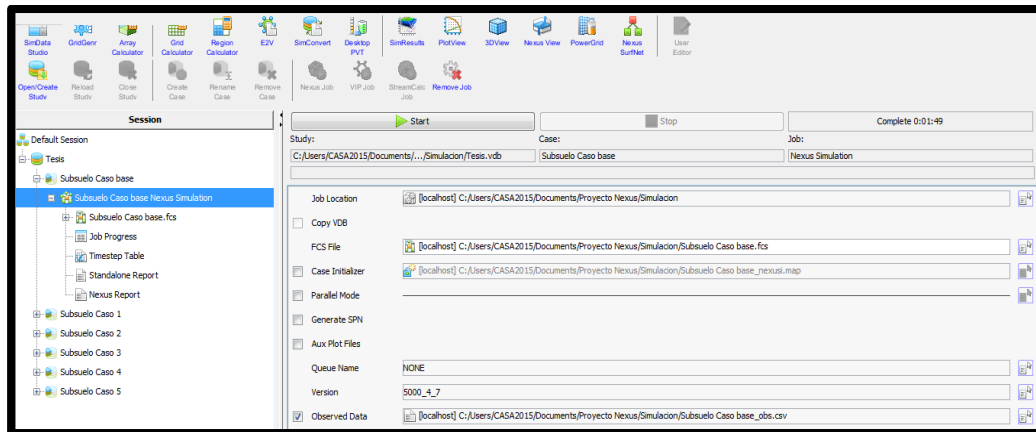 SimData Studio
GridGenr
Array Calculator
Grid Calculator
Region Calculator
E2V
SimConvert
Desktop PVT
SimResults
PlotView
3DView
Nexus View
PowerGrid
Nexus SurfNet
User Editor
Open/Create Study
Reload Study
Close Study
Create Case
Rename Case
Remove Case
Nexus Job
VIP Job
StreamCalc Job
Remove Job
Session
Default Session
Tesis
Subsuelo Caso base
Subsuelo Caso base Nexus Simulation
Subsuelo Caso base.fcs
Job Progress
Timestep Table
Standalone Report
Nexus Report
Subsuelo Caso 1
Subsuelo Caso 2
Subsuelo Caso 3
Subsuelo Caso 4
Subsuelo Caso 5
Start
Stop
Complete 0:01:49
Study:
Case:
Job:
C:/Users/CASA2015/Documents/.../Simulacion/Tesis.vdb
Subsuelo Caso base
Nexus Simulation
Job Location
[localhost] C:/Users/CASA2015/Documents/Proyecto Nexus/Simulacion
Copy VDB
FCS File
[localhost] C:/Users/CASA2015/Documents/Proyecto Nexus/Simulacion/Subsuelo Caso base.fcs
Case Initializer
[localhost] C:/Users/CASA2015/Documents/Proyecto Nexus/Simulacion/Subsuelo Caso base_nexusi.map
Parallel Mode
Generate SPN
Aux Plot Files
Queue Name
NONE
Version
5000_4_7
Observed Data
[localhost] C:/Users/CASA2015/Documents/Proyecto Nexus/Simulacion/Subsuelo Caso base_obs.csv